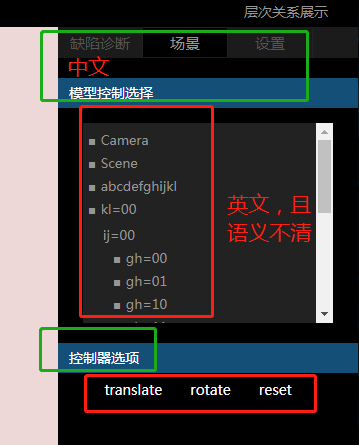 层次关系展示
缺陷诊断 场景 设置
中文
模型控制选择
Camera
Scene
abcdefghijkl
kl=00
英文，且
语义不清
ij=00
gh=00
gh=01
gh=10
控制器选项
translate rotate reset